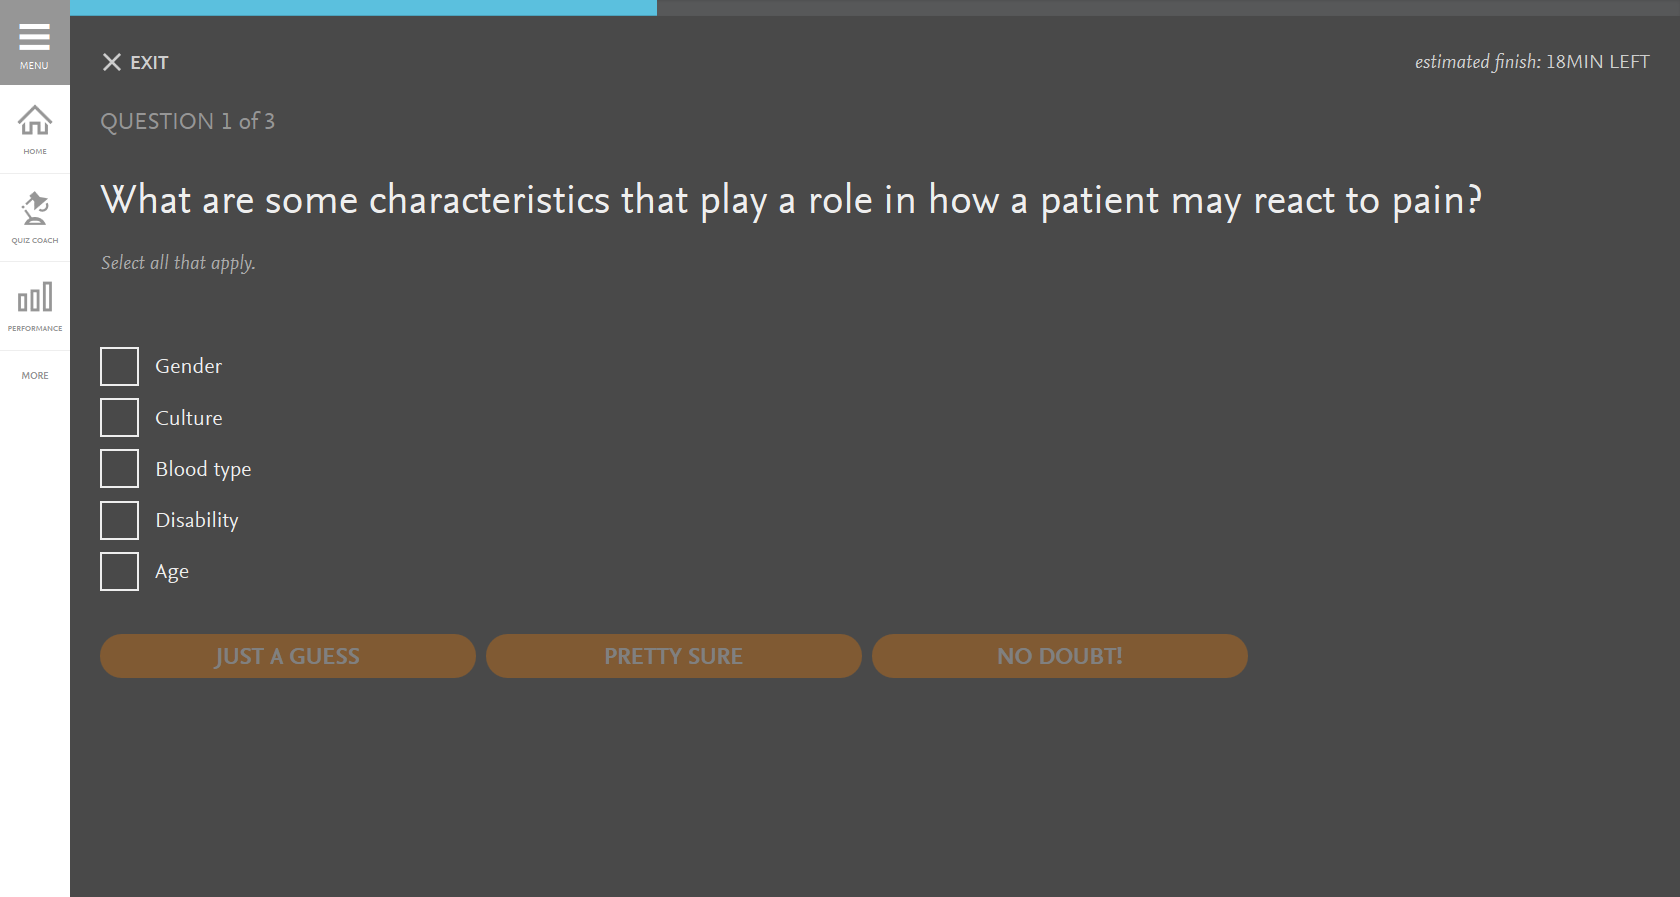 MENU
HOME
QUIZ COACH
PERFORMANCE
MORE
EXIT
estimated finish: 18MIN LEFT
QUESTION 1 of 3
What are some characteristics that play a role in how a patient may react to pain?
Select all that apply.
Gender
Culture
Blood type
Disability
Age
JUST A GUESS
PRETTY SURE
NO DOUBT!